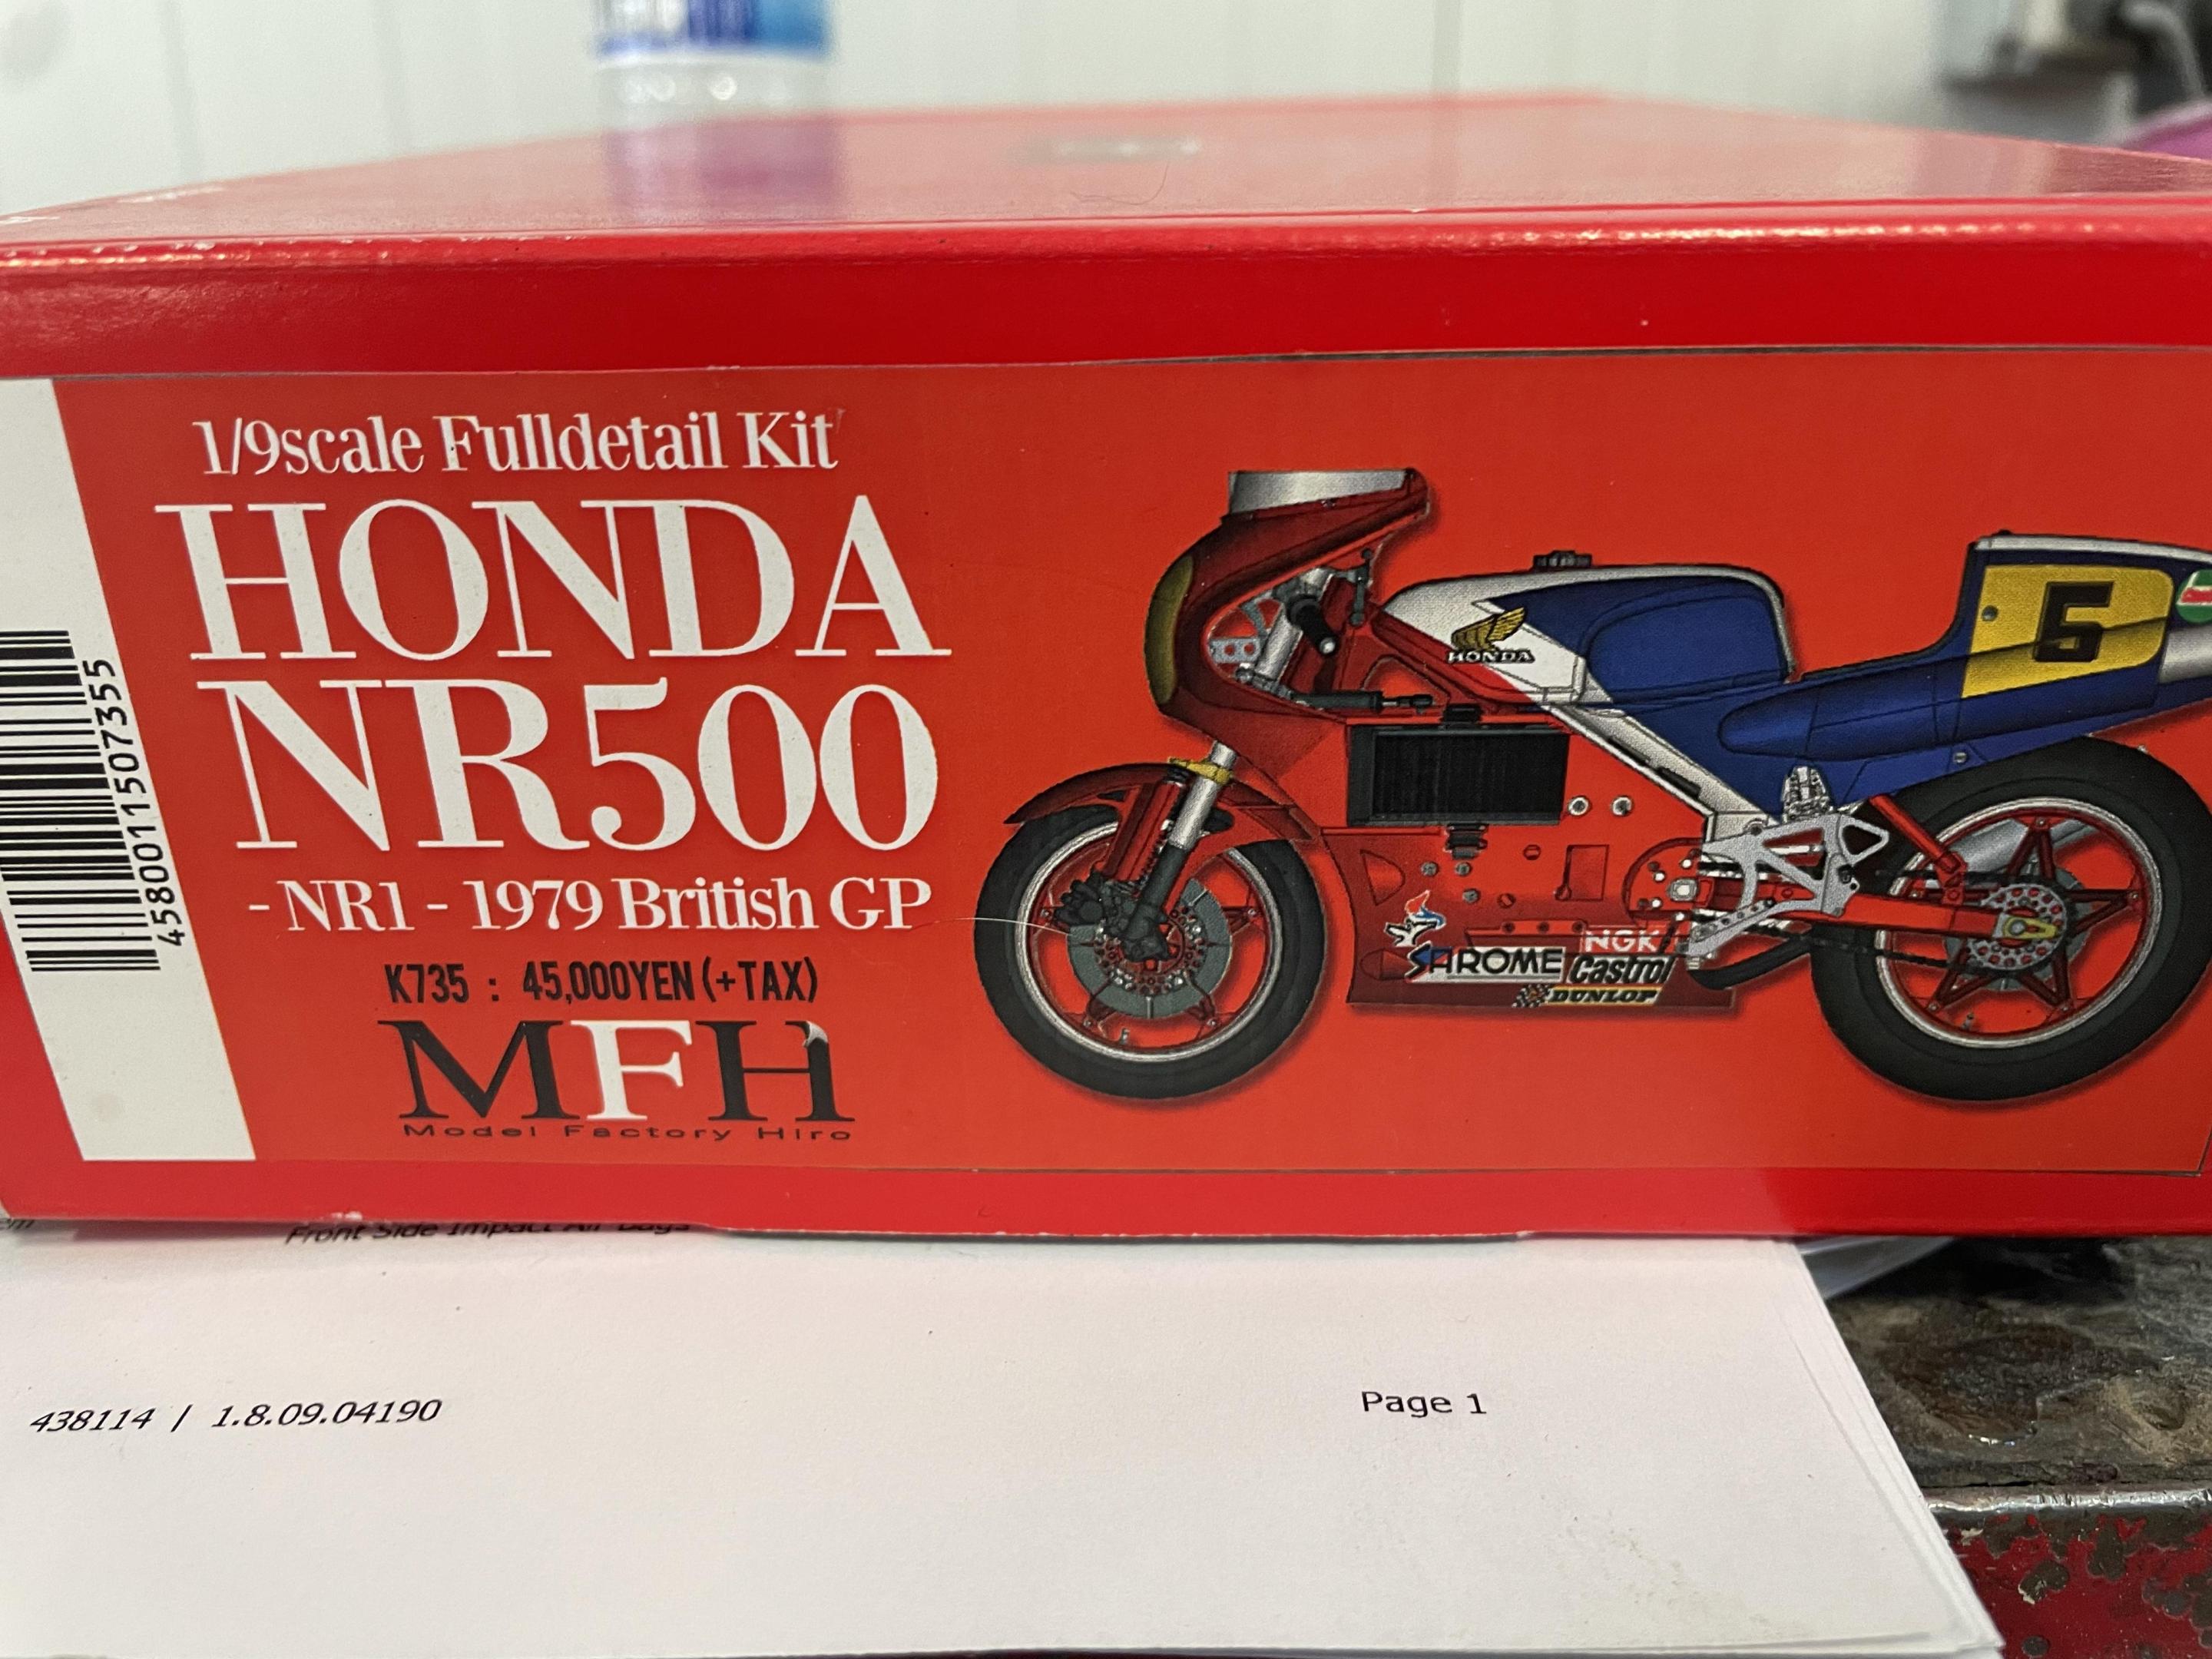 1/9scale Fulldetail Kit
HONDA
NR500
- NR1 - 1979 British GP
K735 : 45,000YEN (+TAX)
MFH
Model Factory Hiro
4580011507355
HONDA
5
NGK
SAROME
Castrol
DUNLOP
Front Side Impact Air Bags
438114 / 1.8.09.04190
Page 1